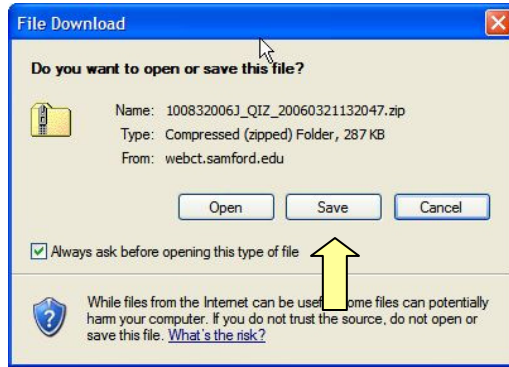 File Download
Do you want to open or save this file?
Name: 100832006J_QIZ_20060321132047.zip
Type: Compressed (zipped) Folder, 287 KB
From: webct.samford.edu
Open Save Cancel
Always ask before opening this type of file
While files from the Internet can be usef ome files can potentially
harm your computer. If you do not trust the source, do not open or
save this file. What's the risk?